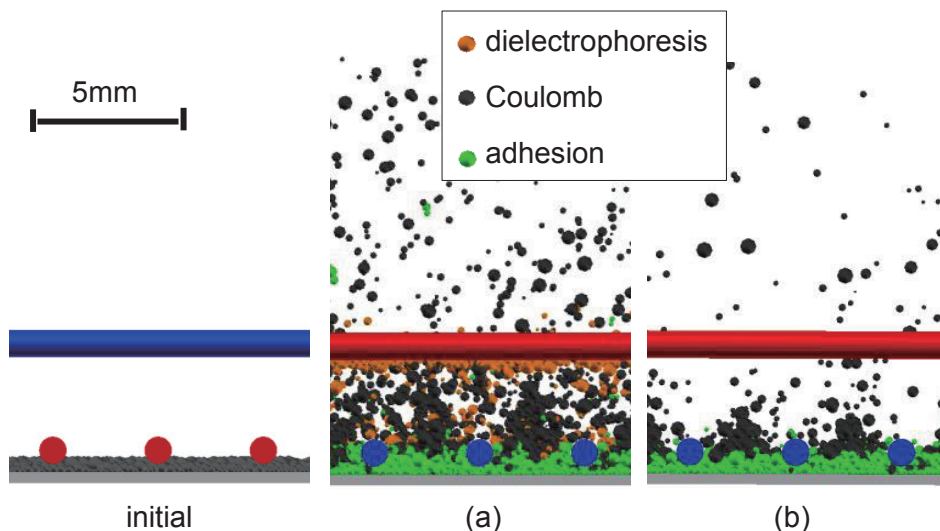 dielectrophoresis
5mm
Coulomb
adhesion
initial
(a)
(b)